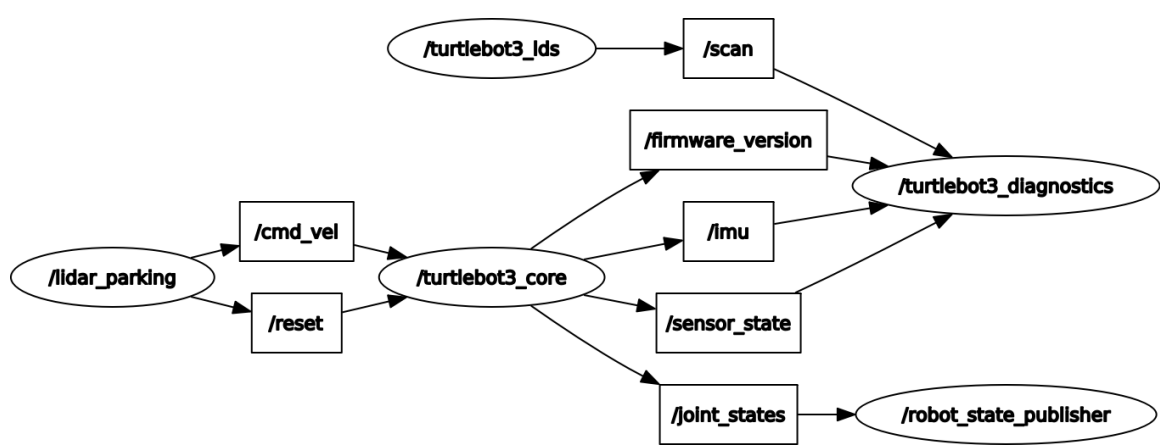 /turtlebot3_lds
/scan
/firmware_version
/turtlebot3_diagnostics
/cmd_vel
/imu
/lidar_parking
/turtlebot3_core
/reset
/sensor_state
/joint_states
/robot_state_publisher